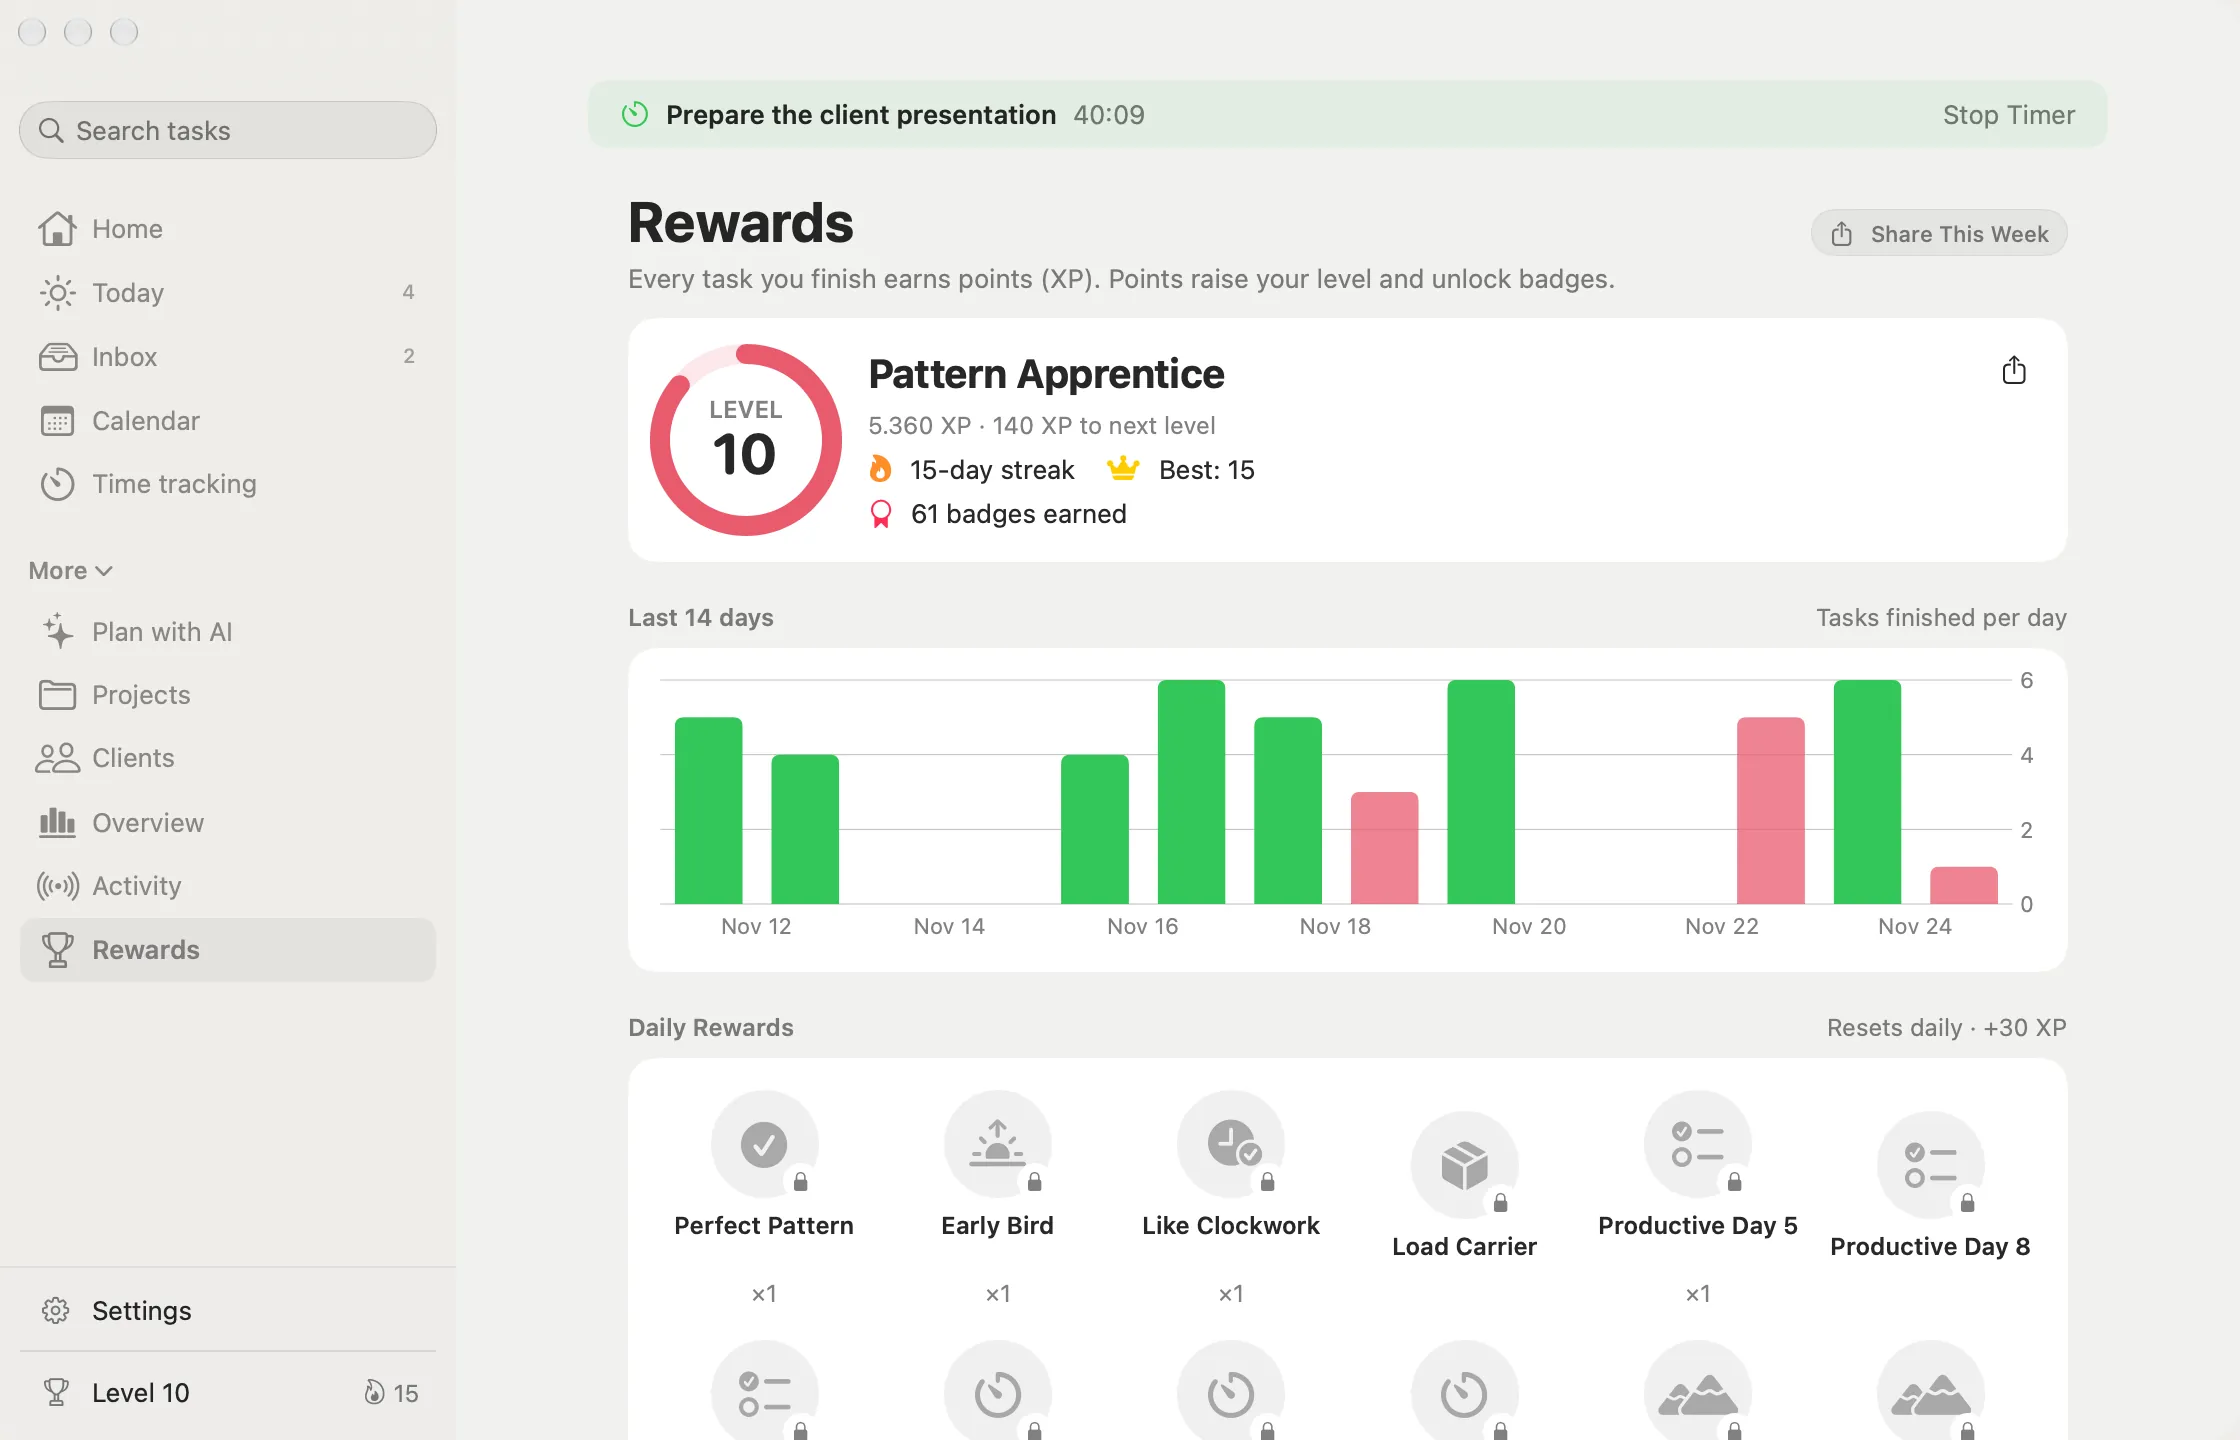 Search tasks
Home
Today 4
Inbox 2
Calendar
Time tracking
More
Plan with AI
Projects
Clients
Overview
Activity
Rewards
Settings
Level 10 15
Prepare the client presentation 40:09 Stop Timer
Rewards
Share This Week
Every task you finish earns points (XP). Points raise your level and unlock badges.
LEVEL
10
Pattern Apprentice
5.360 XP · 140 XP to next level
15-day streak Best: 15
61 badges earned
Last 14 days Tasks finished per day
6
4
2
0
Nov 12 Nov 14 Nov 16 Nov 18 Nov 20 Nov 22 Nov 24
Daily Rewards Resets daily · +30 XP
Perfect Pattern Early Bird Like Clockwork Load Carrier Productive Day 5 Productive Day 8
×1 ×1 ×1 ×1